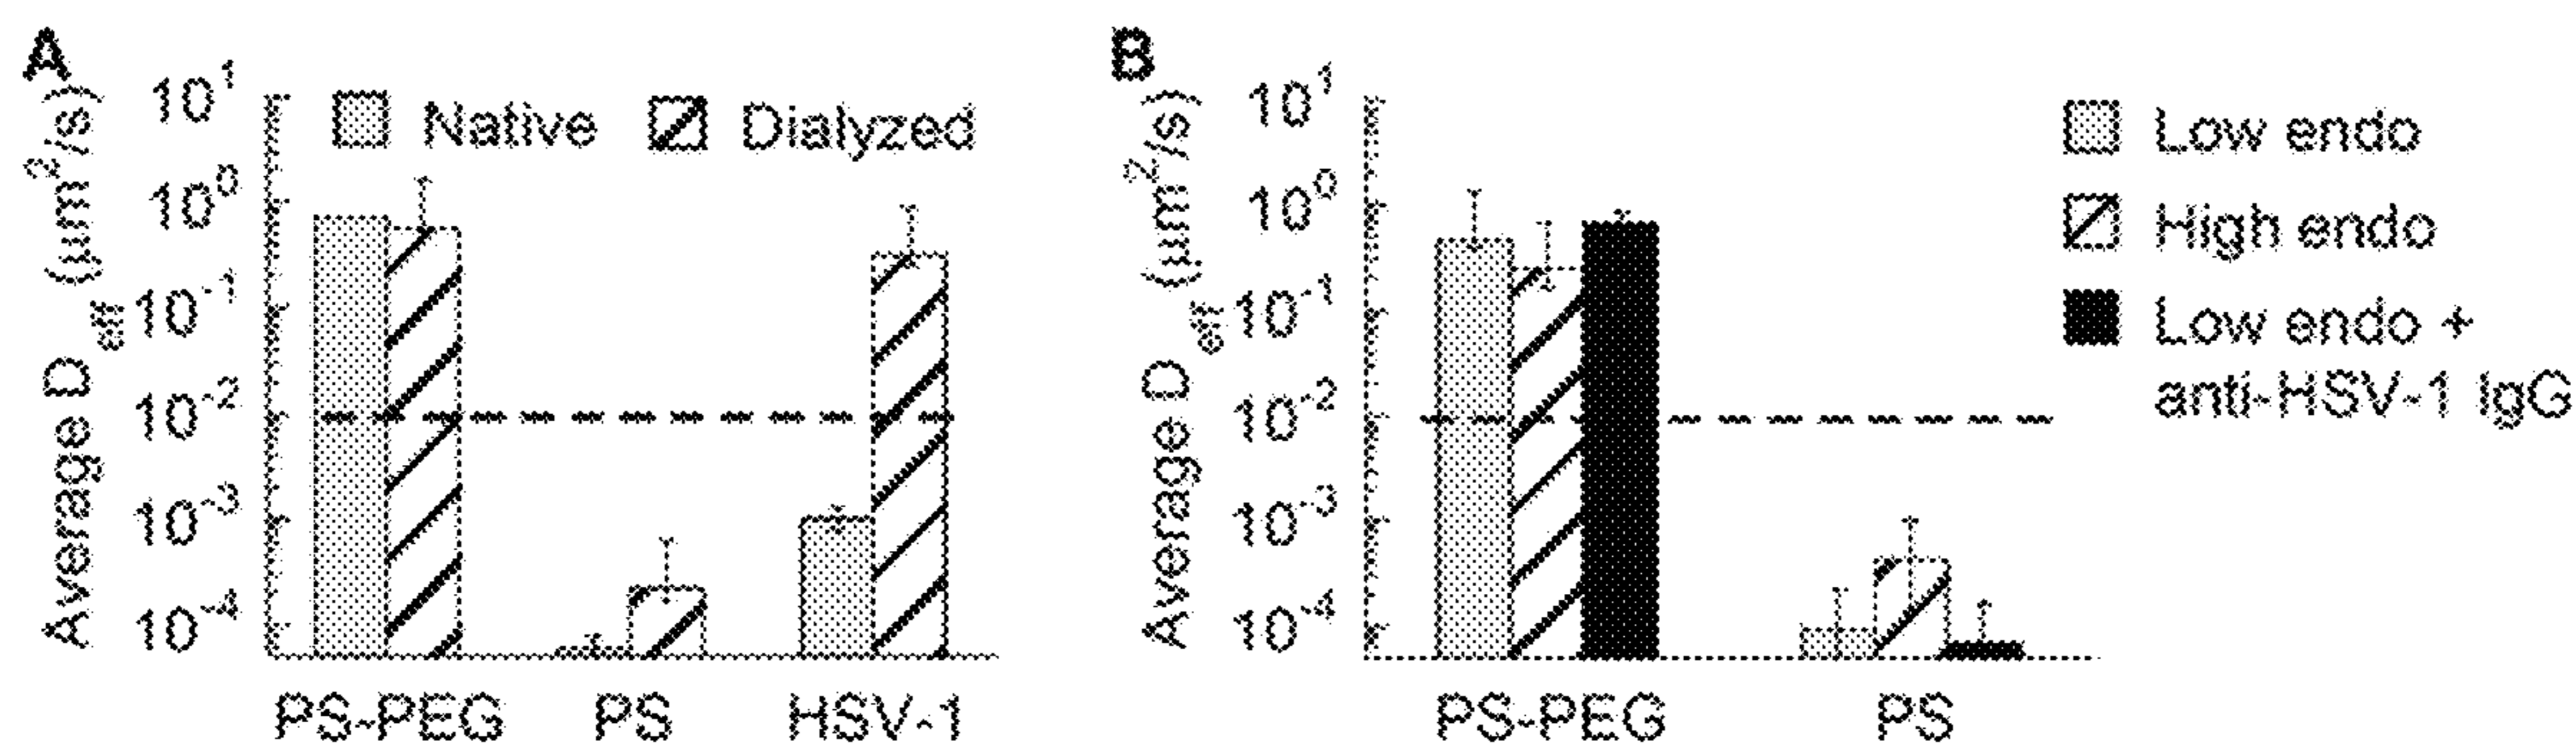 A
Average D eff (μm²/s)
10¹
10⁰
10⁻¹
10⁻²
10⁻³
10⁻⁴
Native
Dialyzed
PS-PEG
PS
HSV-1
B
Average D eff (μm²/s)
10¹
10⁰
10⁻¹
10⁻²
10⁻³
10⁻⁴
PS-PEG
PS
Low endo
High endo
Low endo +
anti-HSV-1 IgG